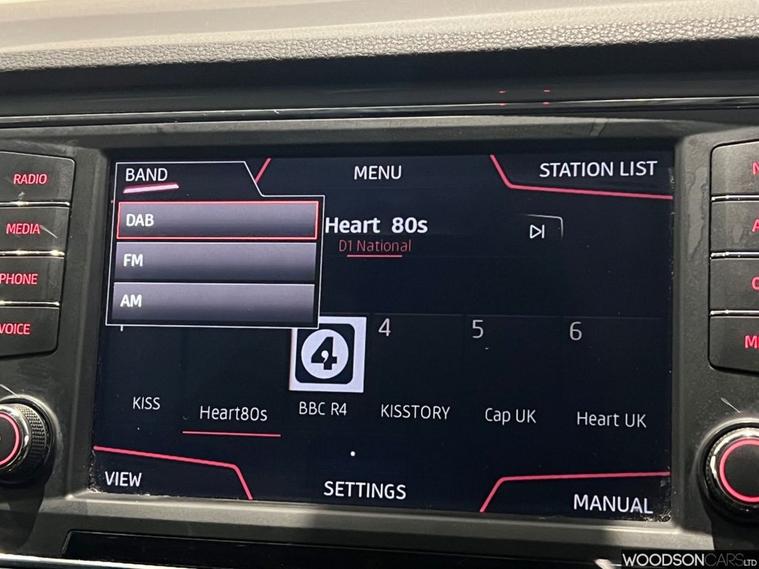 RADIO
MEDIA
PHONE
VOICE
BAND
MENU
STATION LIST
DAB
FM
AM
Heart 80s
D1 National
4
4
5
6
KISS
Heart80s
BBC R4
KISSTORY
Cap UK
Heart UK
VIEW
SETTINGS
MANUAL
WOODSONCARS LTD